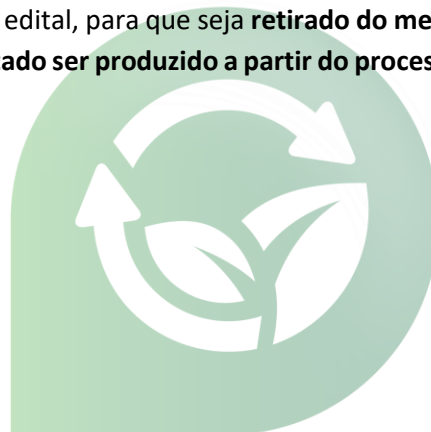 edital, para que seja retirado do me
ado ser produzido a partir do proces